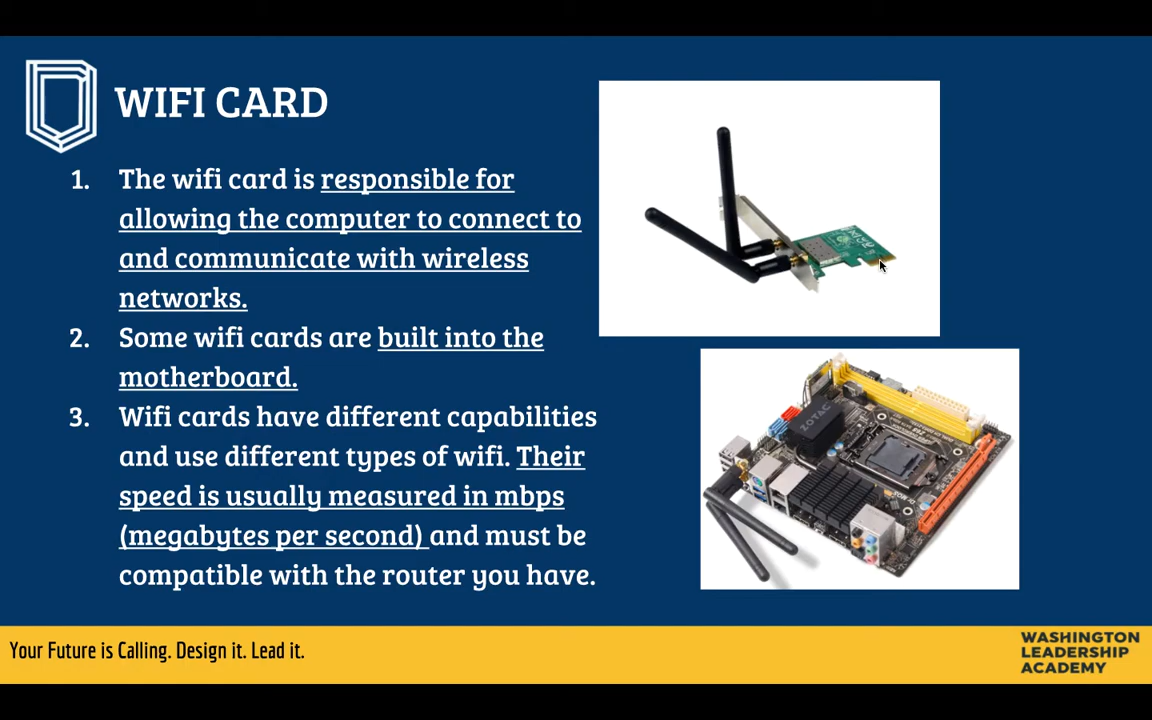 WIFI CARD
1. The wifi card is responsible for
allowing the computer to connect to
and communicate with wireless
networks.
2. Some wifi cards are built into the
motherboard.
3. Wifi cards have different capabilities
and use different types of wifi. Their
speed is usually measured in mbps
(megabytes per second) and must be
compatible with the router you have.
ZOTAC
Your Future is Calling. Design it. Lead it.
WASHINGTON
LEADERSHIP
ACADEMY